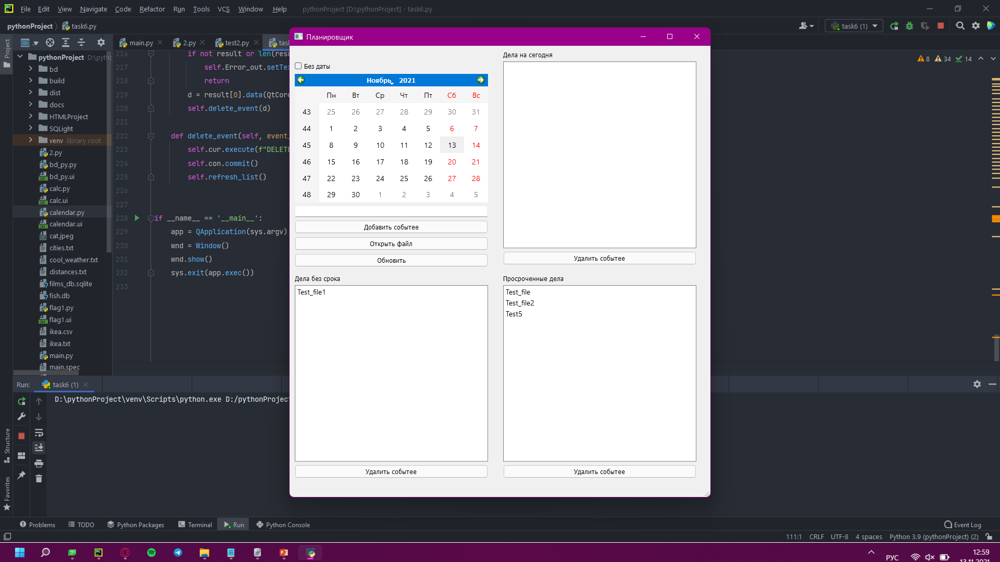 File Edit View Navigate Code Refactor Run Tools VCS Window Help pythonProject [D:\pythonProject] - task6.py
pythonProject task6.py
task6 (1)
Project
main.py 2.py test2.py
pythonProject
bd
build
dist
docs
HTMLProject
SQLight
venv library root
2.py
bd_py.py
bd_py.ui
calc.py
calc.ui
calendar.py
calendar.ui
cat.jpeg
cities.txt
cool_weather.txt
distances.txt
films_db.sqlite
fish.db
flag1.py
flag1.ui
ikea.csv
ikea.txt
main.py
main.spec
216 if not result or len(
217 self.Error_out.
218 return
219 d = result[0].data(
220 self.delete_event(d)
221
222 def delete_event(self,
223 self.cur.execute(
224 self.con.commit()
225 self.refresh_list()
226
227
228 if __name__ == '__main__':
229 app = QApplication(sys.argv)
230 wnd = Window()
231 wnd.show()
232 sys.exit(app.exec())
233
8 34 14
Планировщик
Без даты
Ноябрь 2021
Пн Вт Ср Чт Пт Сб Вс
43 25 26 27 28 29 30 31
44 1 2 3 4 5 6 7
45 8 9 10 11 12 13 14
46 15 16 17 18 19 20 21
47 22 23 24 25 26 27 28
48 29 30 1 2 3 4 5
Добавить событее
Открыть файл
Обновить
Дела на сегодня
Удалить событее
Дела без срока
Test_file1
Удалить событее
Просроченные дела
Test_file
Test_file2
Test5
Удалить событее
Run: task6 (1)
D:\pythonProject\venv\Scripts\python.exe
Structure
Favorites
Problems TODO Python Packages Terminal Run Python Console Event Log
111:1 CRLF UTF-8 4 spaces Python 3.9 (pythonProject) (2)
РУС
12:59
13.11.2021